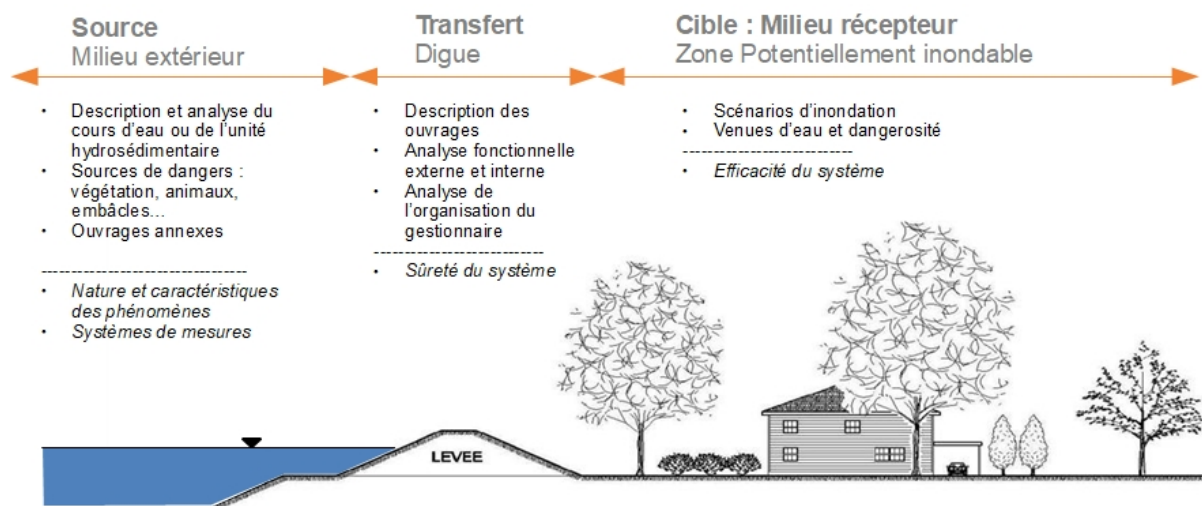 Source
Milieu extérieur
• Description et analyse du
cours d'eau ou de l'unité
hydrosédimentaire
• Sources de dangers :
végétation, animaux,
embâcles...
• Ouvrages annexes
----------------------------------
• Nature et caractéristiques
des phénomènes
• Systèmes de mesures
Transfert
Digue
• Description des
ouvrages
• Analyse fonctionnelle
externe et interne
• Analyse de
l'organisation du
gestionnaire
----------------------------
• Sûreté du système
Cible : Milieu récepteur
Zone Potentiellement inondable
• Scénarios d'inondation
• Venues d'eau et dangerosité
----------------------------
• Efficacité du système
LEVEE